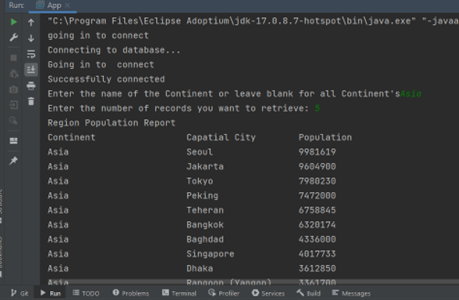 Run: App ×
"C:\Program Files\Eclipse Adoptium\jdk-17.0.8.7-hotspot\bin\java.exe" "-javaa
going in to connect
Connecting to database...
Going in to  connect
Successfully connected
Enter the name of the Continent or leave blank for all Continent'sAsia
Enter the number of records you want to retrieve:
Region Population Report
Continent Capatial City Population
Asia Seoul 9981619
Asia Jakarta 9604900
Asia Tokyo 7980230
Asia Peking 7472000
Asia Teheran 6758845
Asia Bangkok 6320174
Asia Baghdad 4336000
Asia Singapore 4017733
Asia Dhaka 3612850
Asia Rangoon (Yangon) 3361700
Git Run TODO Problems Terminal Profiler Services Build Messages